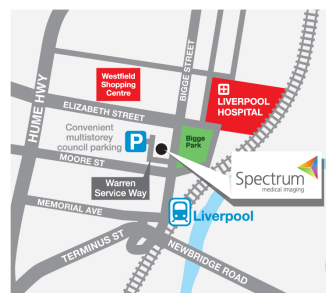 HUME HWY
BIGGE STREET
Westfield
Shopping
Centre
LIVERPOOL
HOSPITAL
ELIZABETH STREET
Convenient
multistorey
council parking
P
Bigge
Park
MOORE ST
Warren
Service Way
Spectrum
medical imaging
MEMORIAL AVE
Liverpool
TERMINUS ST
NEWBRIDGE ROAD